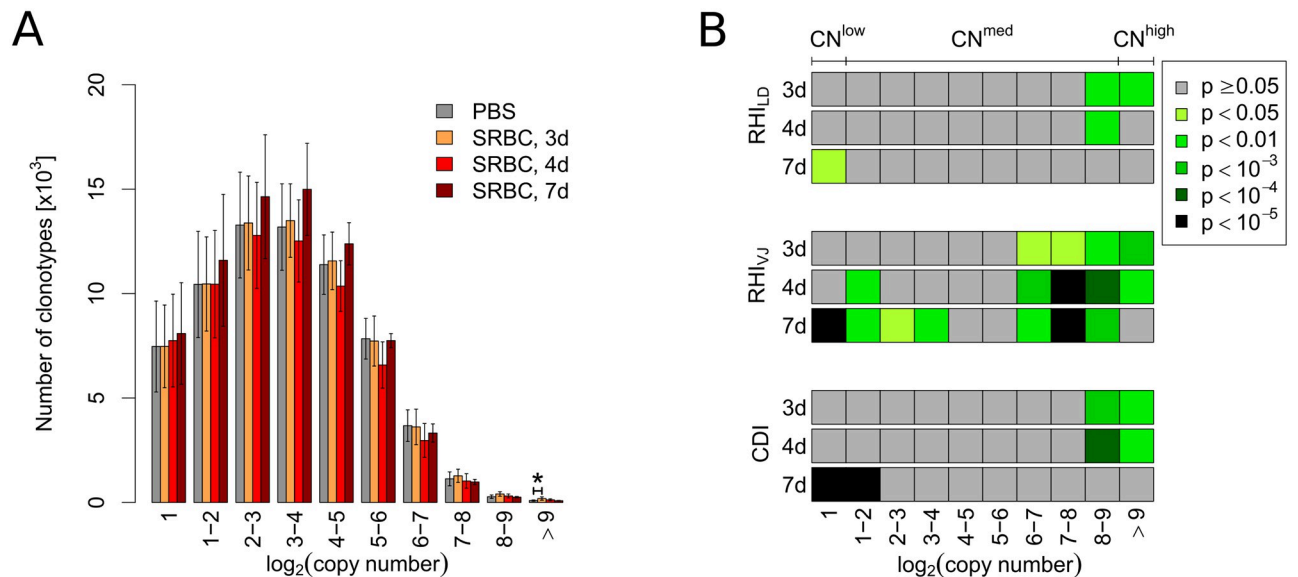 A
Number of clonotypes [x10³]
20
15
10
5
0
PBS
SRBC, 3d
SRBC, 4d
SRBC, 7d
*
1
1−2
2−3
3−4
4−5
5−6
6−7
7−8
8−9
> 9
log₂(copy number)
B
CN^low
CN^med
CN^high
RHI_LD
3d
4d
7d
RHI_VJ
3d
4d
7d
CDI
3d
4d
7d
1
1−2
2−3
3−4
4−5
5−6
6−7
7−8
8−9
> 9
log₂(copy number)
p ≥ 0.05
p < 0.05
p < 0.01
p < 10⁻³
p < 10⁻⁴
p < 10⁻⁵